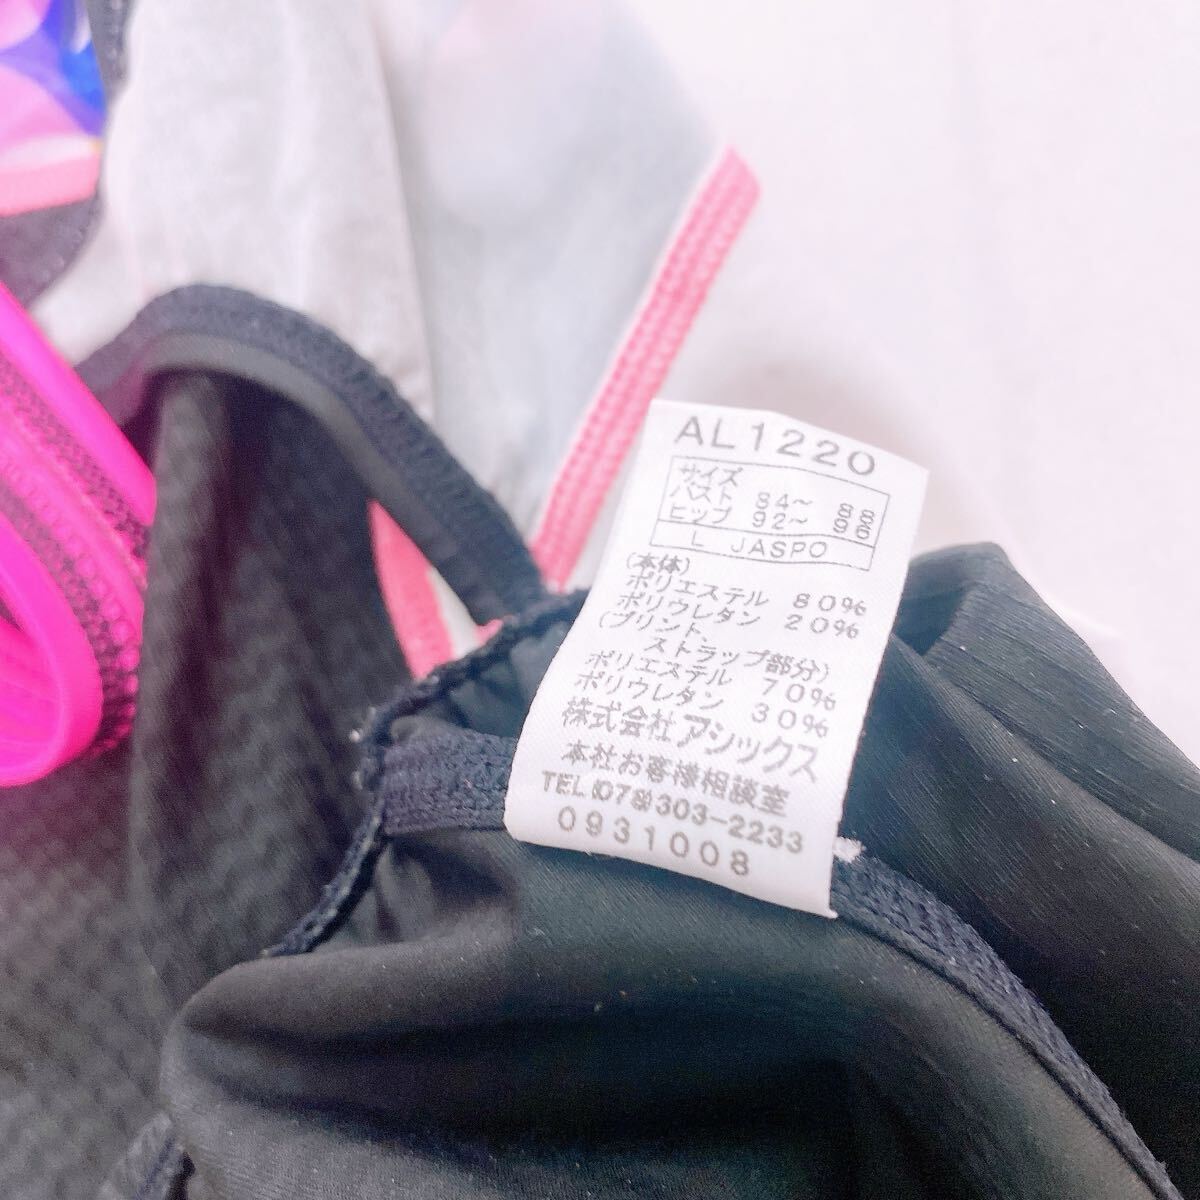 AL1220
サイズ
バスト 84～ 88
ヒップ 92～ 96
L JASPO
(本体)
ポリエステル 80%
ポリウレタン 20%
(プリント、
ストラップ部分)
ポリエステル 70%
ポリウレタン 30%
株式会社アシックス
本社お客様相談室
TEL(078)303-2233
0931008